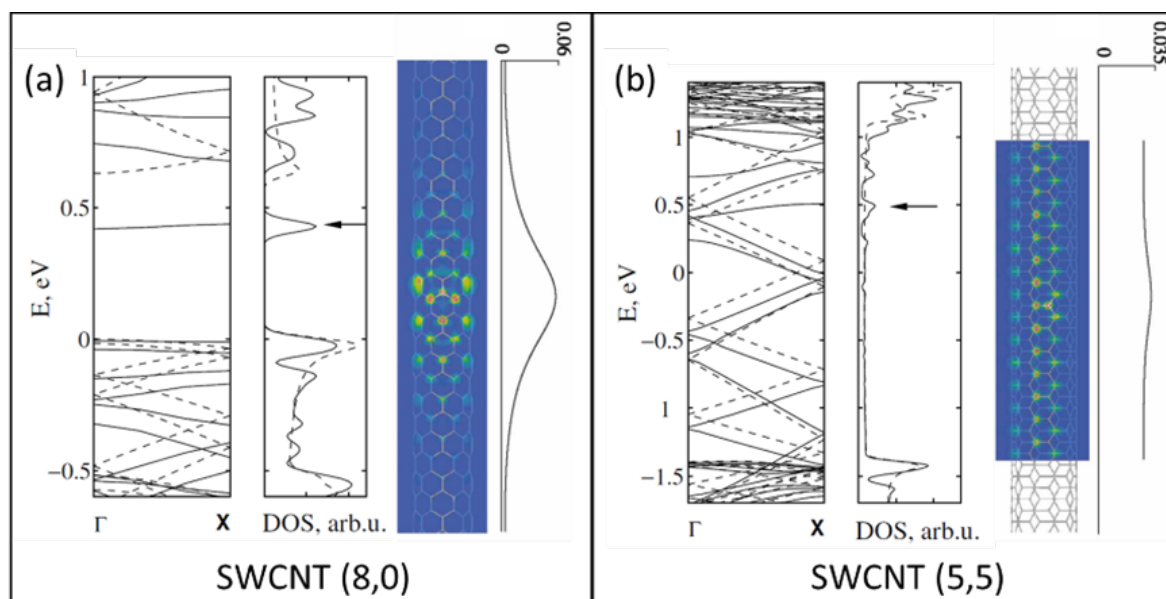 (a)
E, eV
1
0.5
0
−0.5
Γ
X
DOS, arb.u.
0
0.06
SWCNT (8,0)
(b)
E, eV
1
0.5
0
−0.5
1
−1.5
Γ
X
DOS, arb.u.
0
0.035
SWCNT (5,5)